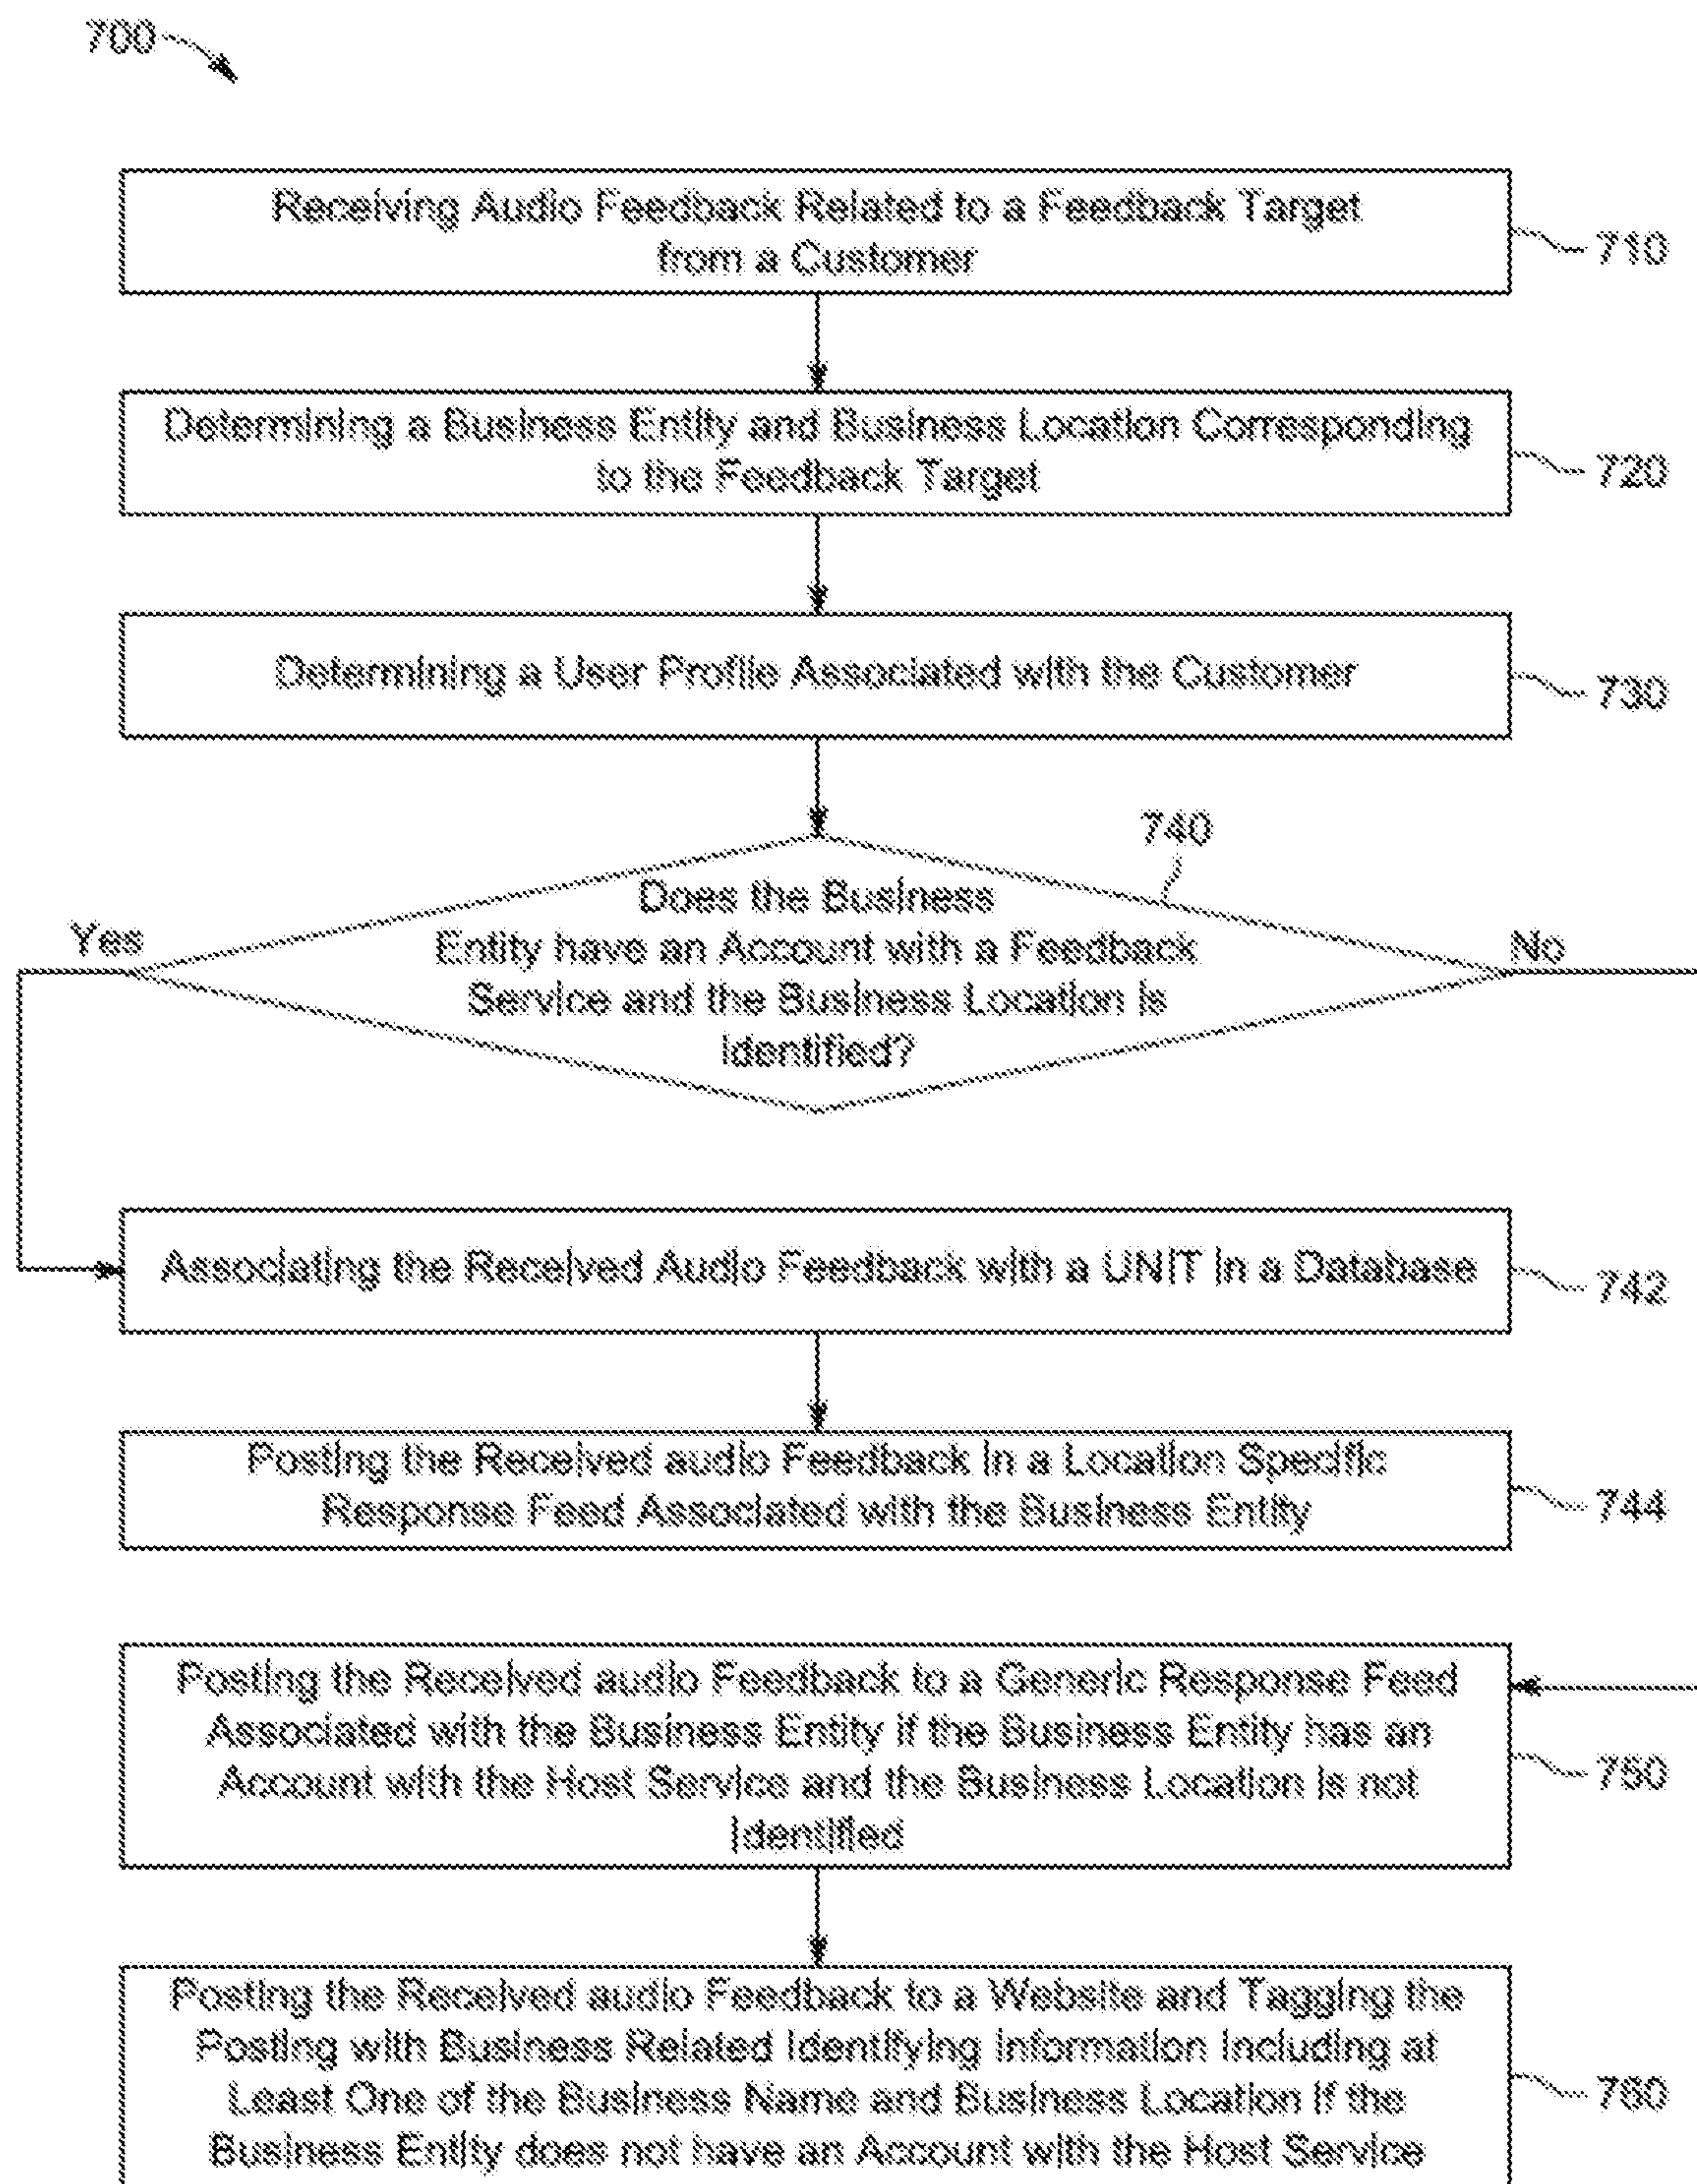 700
Receiving Audio Feedback Related to a Feedback Target
from a Customer
710
Determining a Business Entity and Business Location Corresponding
to the Feedback Target
720
Determining a User Profile Associated with the Customer
730
740
Does the Business
Entity have an Account with a Feedback
Service and the Business Location is
Identified?
Yes
No
Associating the Received Audio Feedback with a UNIT in a Database
742
Posting the Received audio Feedback in a Location Specific
Response Feed Associated with the Business Entity
744
Posting the Received audio Feedback to a Generic Response Feed
Associated with the Business Entity if the Business Entity has an
Account with the Host Service and the Business Location is not
Identified
750
Posting the Received audio Feedback to a Website and Tagging the
Posting with Business Related Identifying Information Including at
Least One of the Business Name and Business Location if the
Business Entity does not have an Account with the Host Service
760